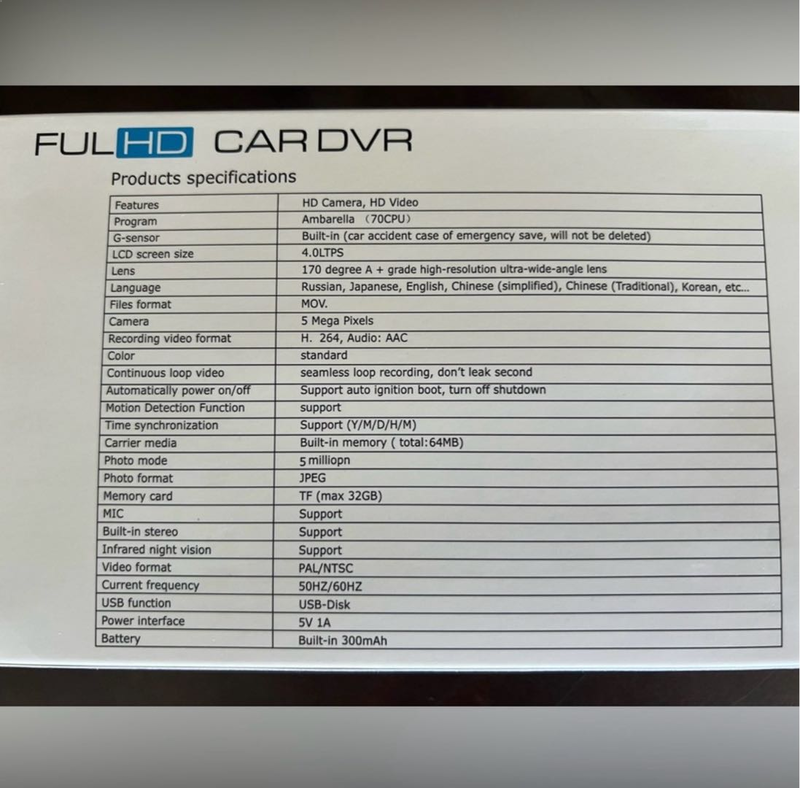 FULHD CAR DVR
Products specifications
Features HD Camera, HD Video
Program Ambarella （70CPU）
G-sensor Built-in (car accident case of emergency save, will not be deleted)
LCD screen size 4.0LTPS
Lens 170 degree A + grade high-resolution ultra-wide-angle lens
Language Russian, Japanese, English, Chinese (simplified), Chinese (Traditional), Korean, etc...
Files format MOV.
Camera 5 Mega Pixels
Recording video format H. 264, Audio: AAC
Color standard
Continuous loop video seamless loop recording, don't leak second
Automatically power on/off Support auto ignition boot, turn off shutdown
Motion Detection Function support
Time synchronization Support (Y/M/D/H/M)
Carrier media Built-in memory ( total:64MB)
Photo mode 5 milliopn
Photo format JPEG
Memory card TF (max 32GB)
MIC Support
Built-in stereo Support
Infrared night vision Support
Video format PAL/NTSC
Current frequency 50HZ/60HZ
USB function USB-Disk
Power interface 5V 1A
Battery Built-in 300mAh